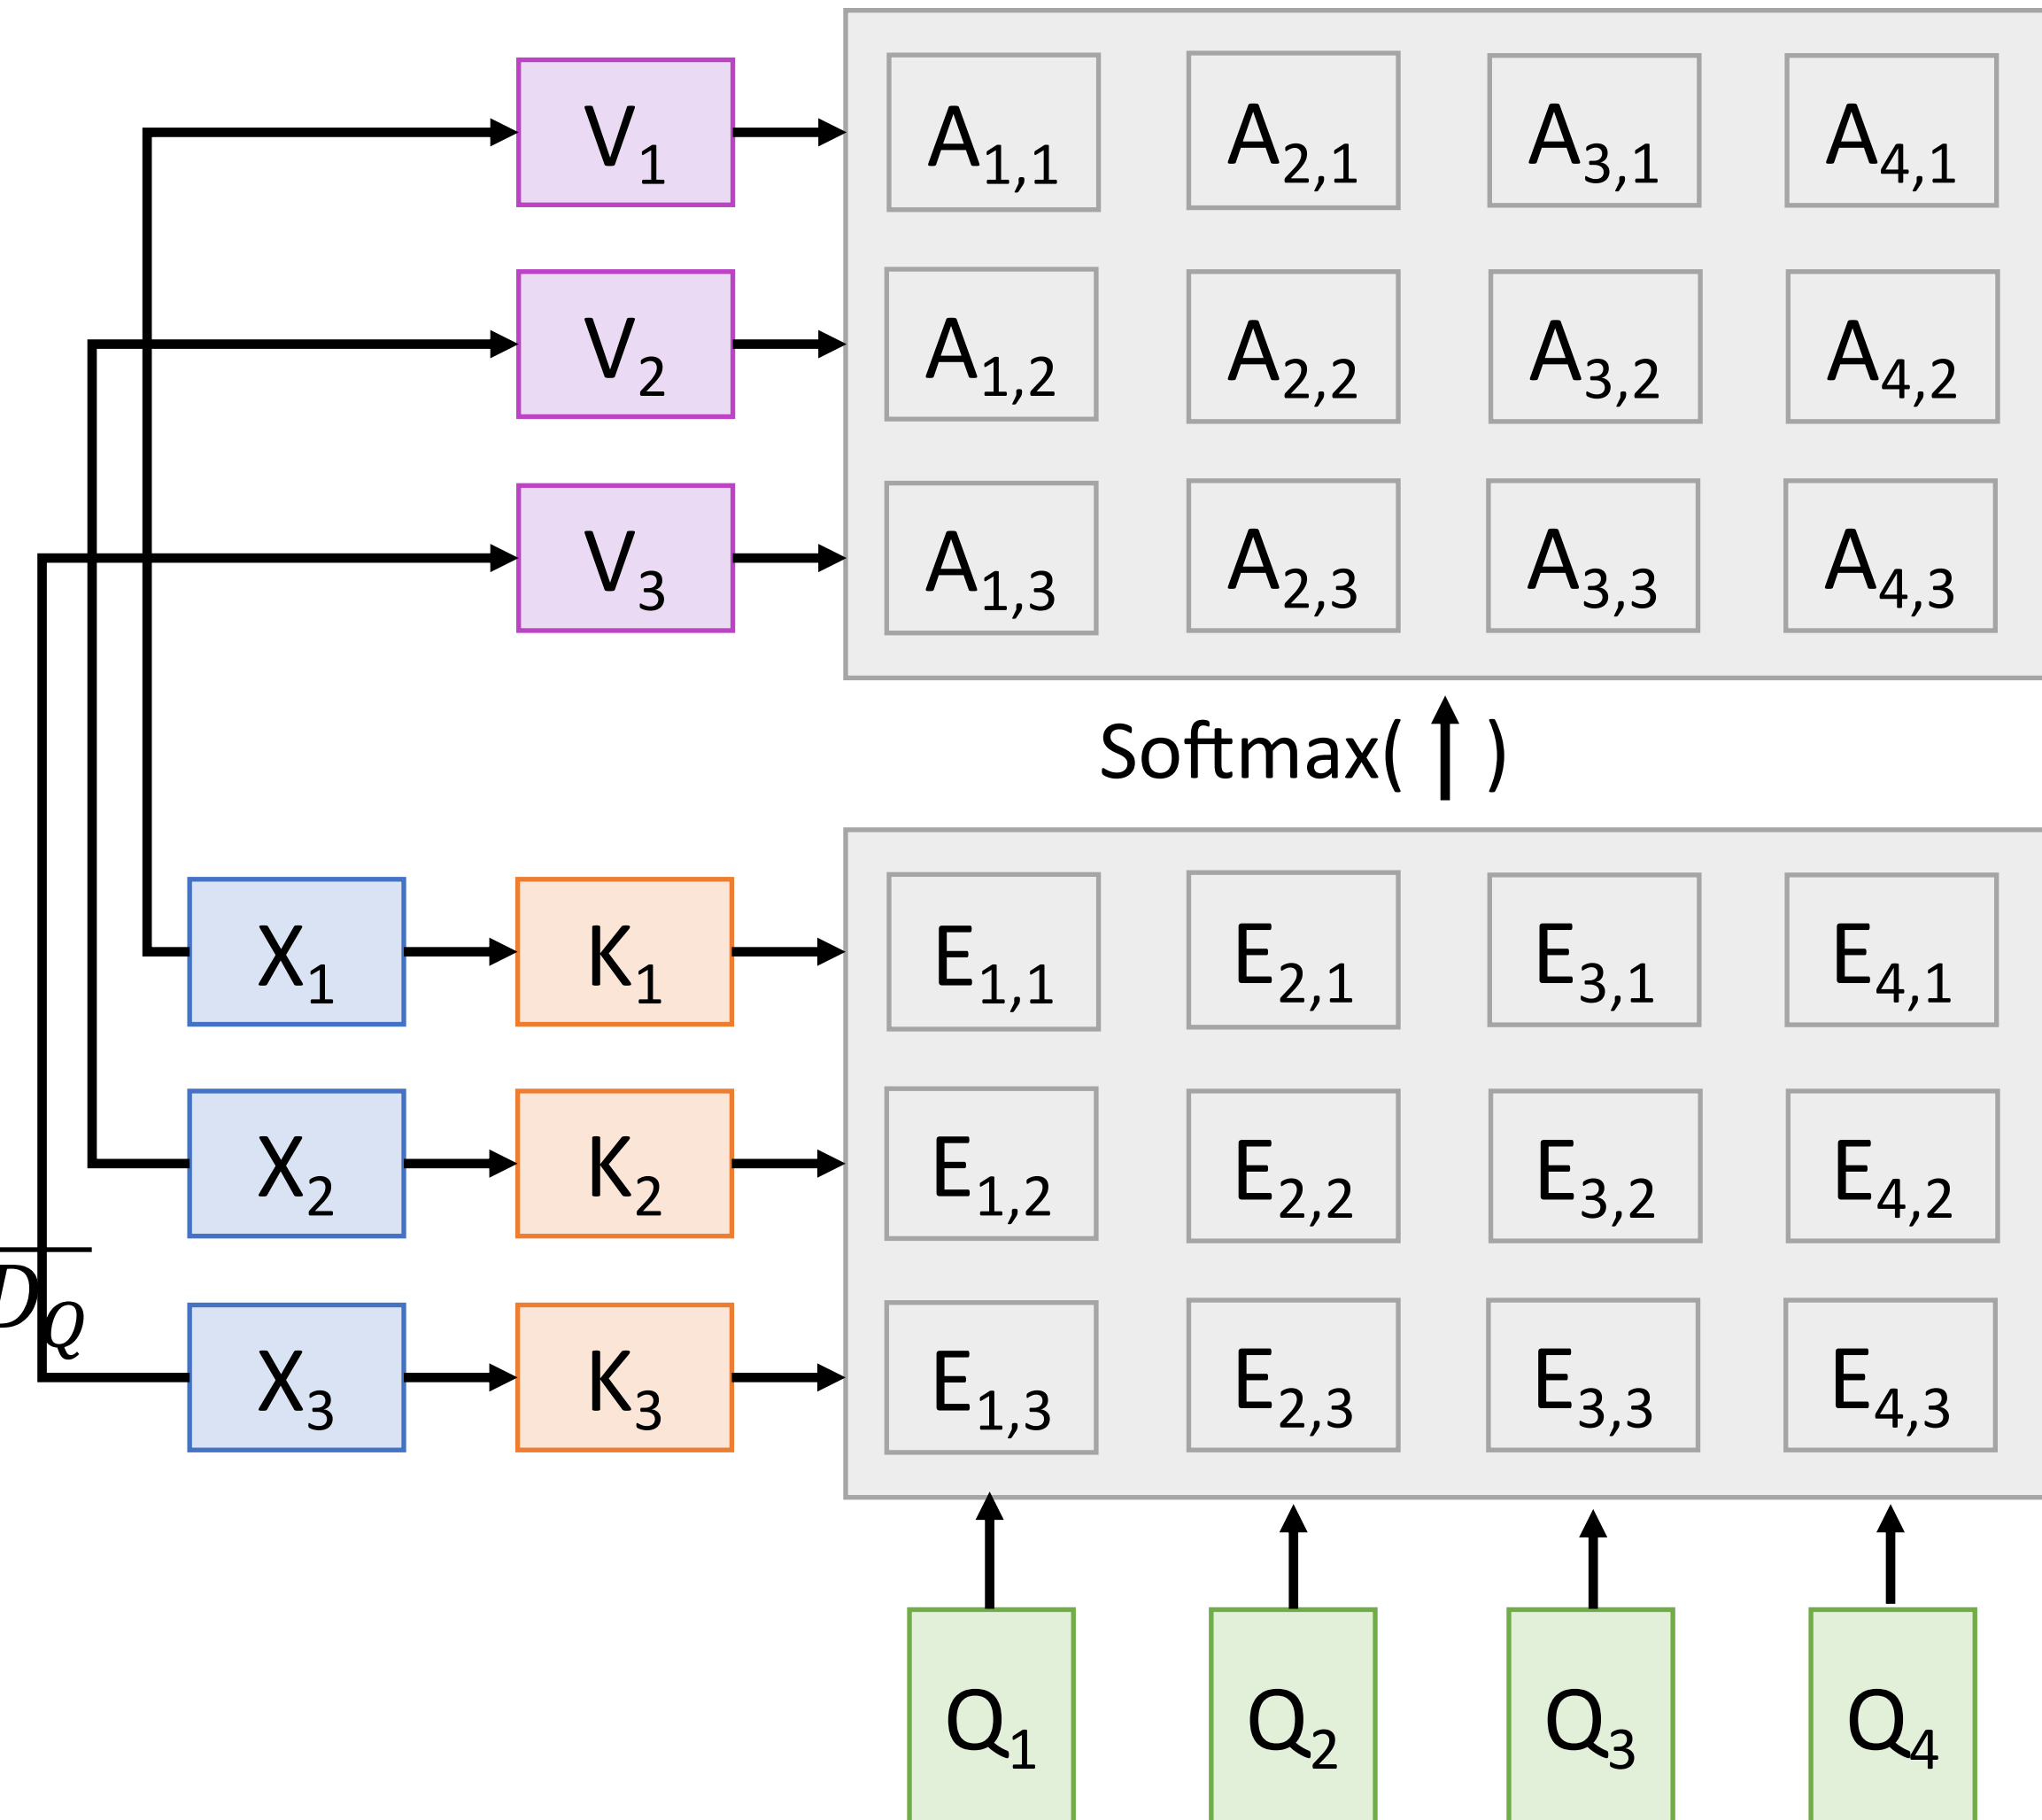 V1 A1,1 A2,1 A3,1 A4,1
V2 A1,2 A2,2 A3,2 A4,2
V3 A1,3 A2,3 A3,3 A4,3
Softmax( ↑ )
X1 K1 E1,1 E2,1 E3,1 E4,1
X2 K2 E1,2 E2,2 E3,2 E4,2
DQ
X3 K3 E1,3 E2,3 E3,3 E4,3
Q1 Q2 Q3 Q4